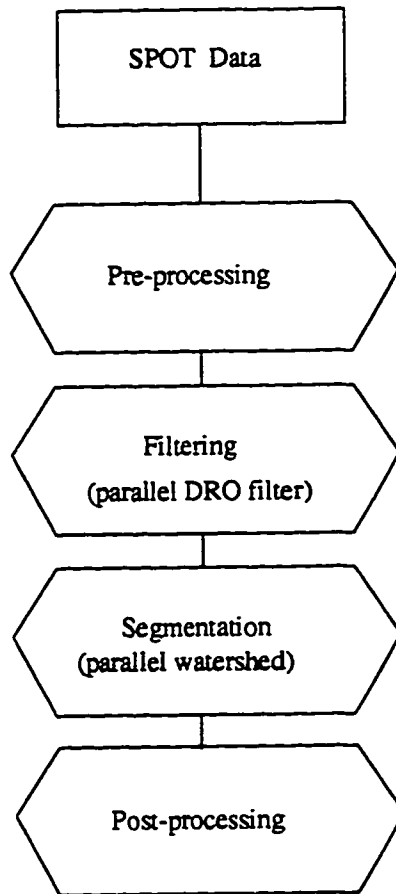 SPOT Data
Pre-processing
Filtering
(parallel DRO filter)
Segmentation
(parallel watershed)
Post-processing